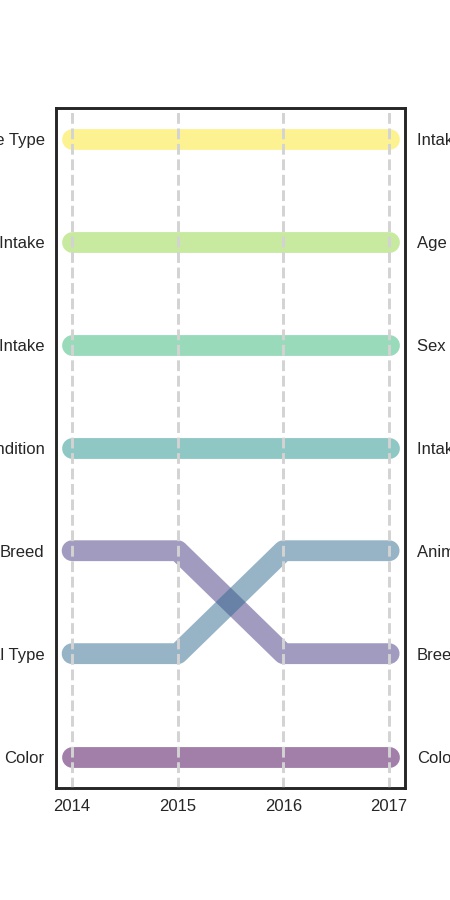 e Type Intak
Intake Age
Intake Sex
ndition Intak
Breed Anim
l Type Bree
Color Colo
2014 2015 2016 2017